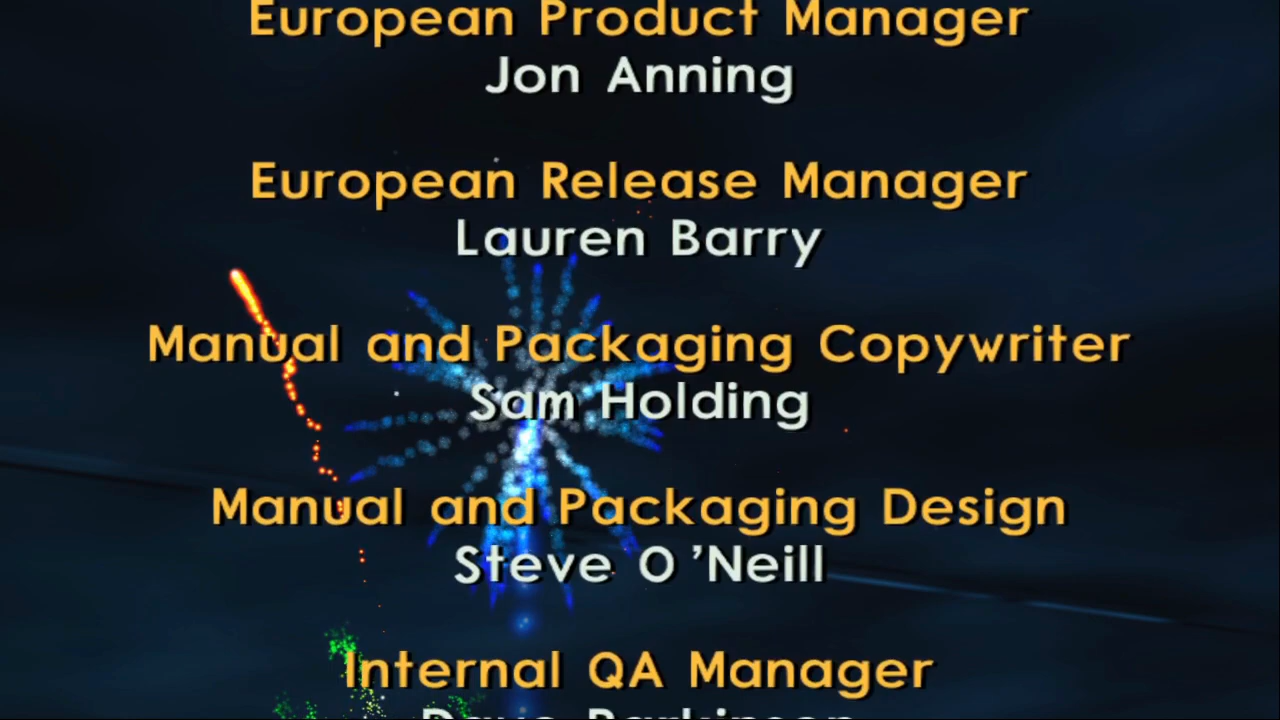 European Product Manager
Jon Anning
European Release Manager
Lauren Barry
Manual and Packaging Copywriter
Sam Holding
Manual and Packaging Design
Steve O'Neill
Internal QA Manager